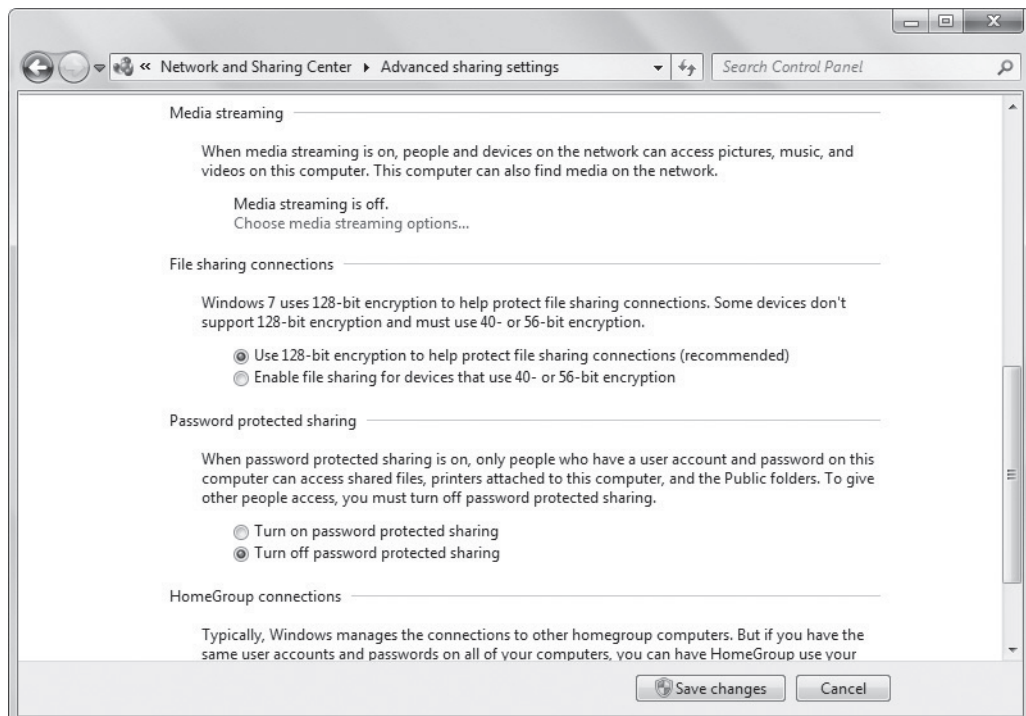 « Network and Sharing Center ▸ Advanced sharing settings
Search Control Panel
Media streaming
When media streaming is on, people and devices on the network can access pictures, music, and
videos on this computer. This computer can also find media on the network.
Media streaming is off.
Choose media streaming options...
File sharing connections
Windows 7 uses 128-bit encryption to help protect file sharing connections. Some devices don't
support 128-bit encryption and must use 40- or 56-bit encryption.
Use 128-bit encryption to help protect file sharing connections (recommended)
Enable file sharing for devices that use 40- or 56-bit encryption
Password protected sharing
When password protected sharing is on, only people who have a user account and password on this
computer can access shared files, printers attached to this computer, and the Public folders. To give
other people access, you must turn off password protected sharing.
Turn on password protected sharing
Turn off password protected sharing
HomeGroup connections
Typically, Windows manages the connections to other homegroup computers. But if you have the
same user accounts and passwords on all of your computers, you can have HomeGroup use your
Save changes
Cancel